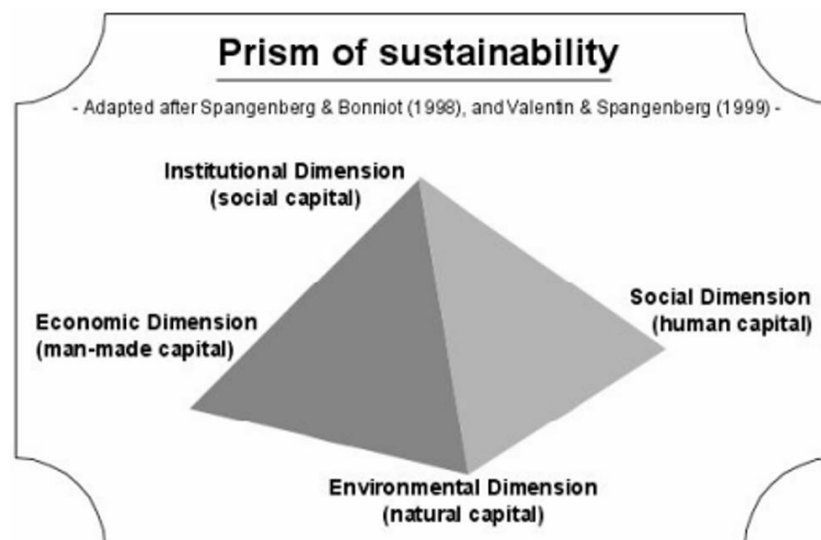 Prism of sustainability
- Adapted after Spangenberg & Bonniot (1998), and Valentin & Spangenberg (1999) -
Institutional Dimension
(social capital)
Social Dimension
(human capital)
Economic Dimension
(man-made capital)
Environmental Dimension
(natural capital)